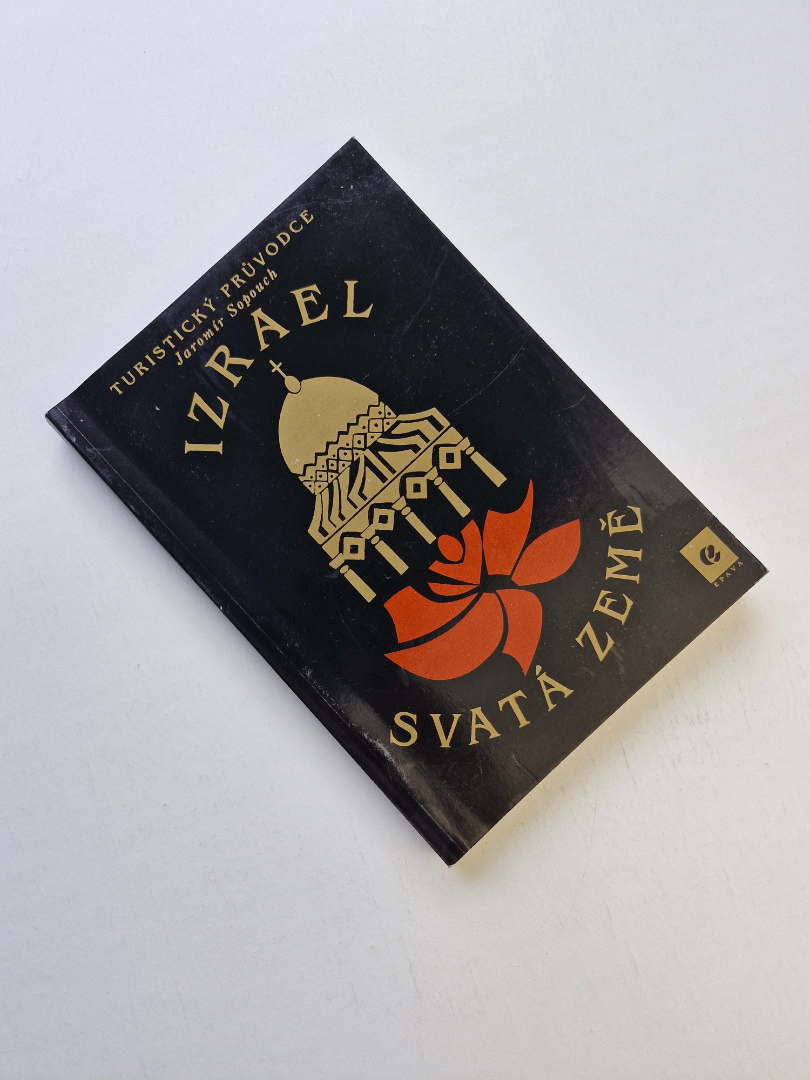 TURISTICKÝ PRŮVODCE
Jaromír Sopouch
IZRAEL
SVATÁ ZEMĚ
e
EPAVA